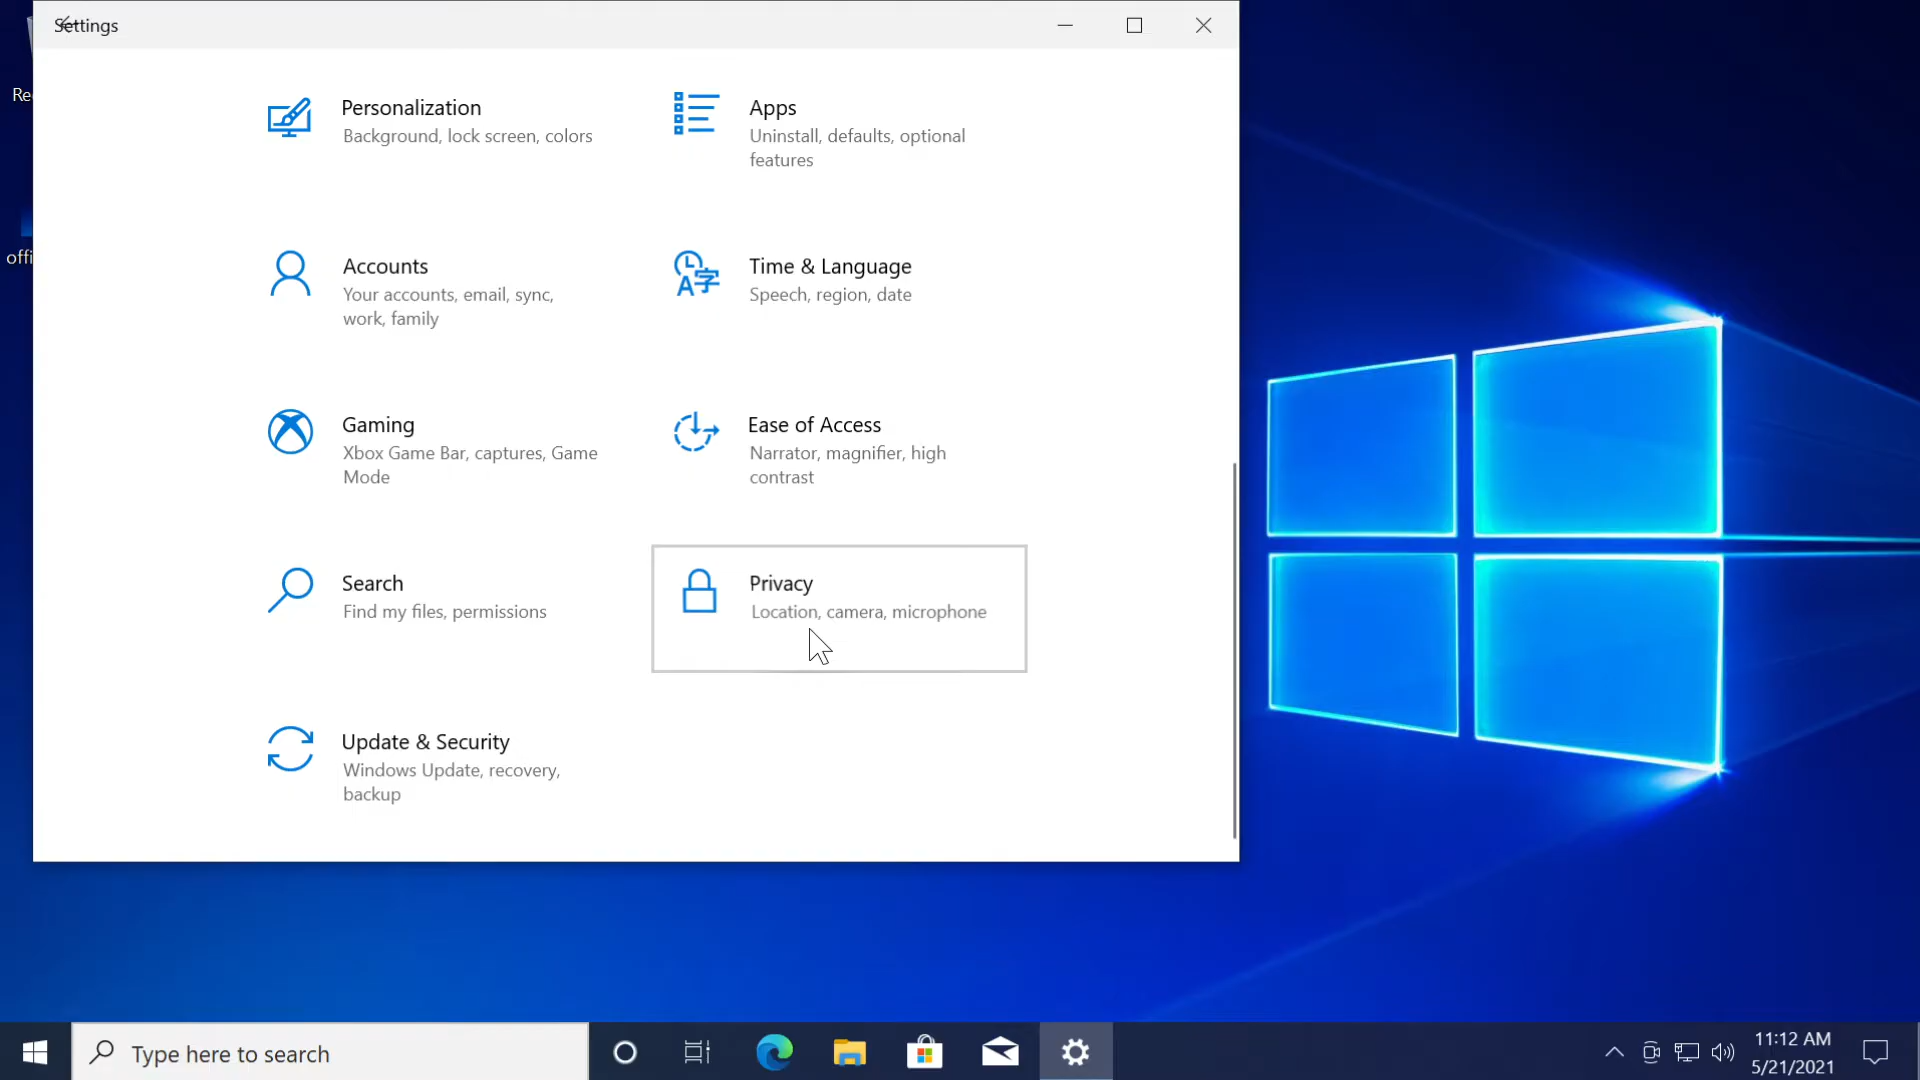 Settings
Re
offi
Personalization
Background, lock screen, colors
Apps
Uninstall, defaults, optional
features
Accounts
Your accounts, email, sync,
work, family
Time & Language
Speech, region, date
Gaming
Xbox Game Bar, captures, Game
Mode
Ease of Access
Narrator, magnifier, high
contrast
Search
Find my files, permissions
Privacy
Location, camera, microphone
Update & Security
Windows Update, recovery,
backup
Type here to search
11:12 AM
5/21/2021